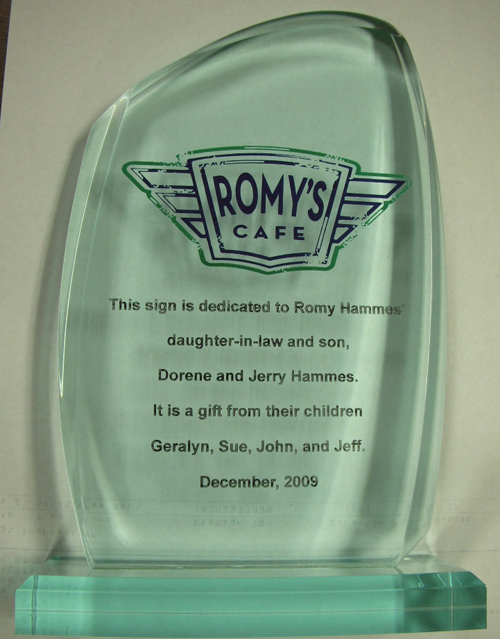 ROMY'S
CAFE
This sign is dedicated to Romy Hammes'
daughter-in-law and son,
Dorene and Jerry Hammes.
It is a gift from their children
Geralyn, Sue, John, and Jeff.
December, 2009